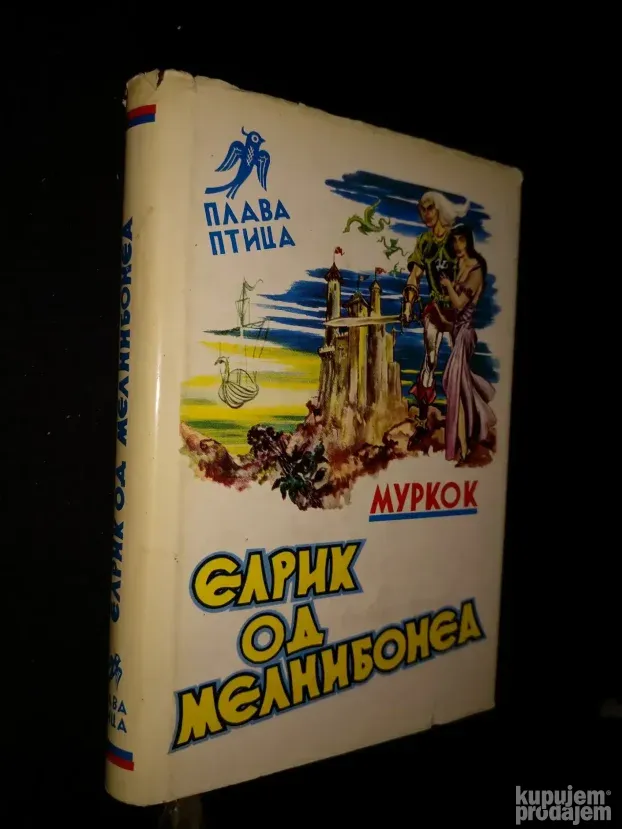 ПЛАВА
ПТИЦА
МУРКОК
ЕЛРИК
ОД
МЕЛНИБОНЕА
ЕЛРИК ОД МЕЛНИБОНЕА
ПЛАВА
ПТИЦА
kupujem
prodajem